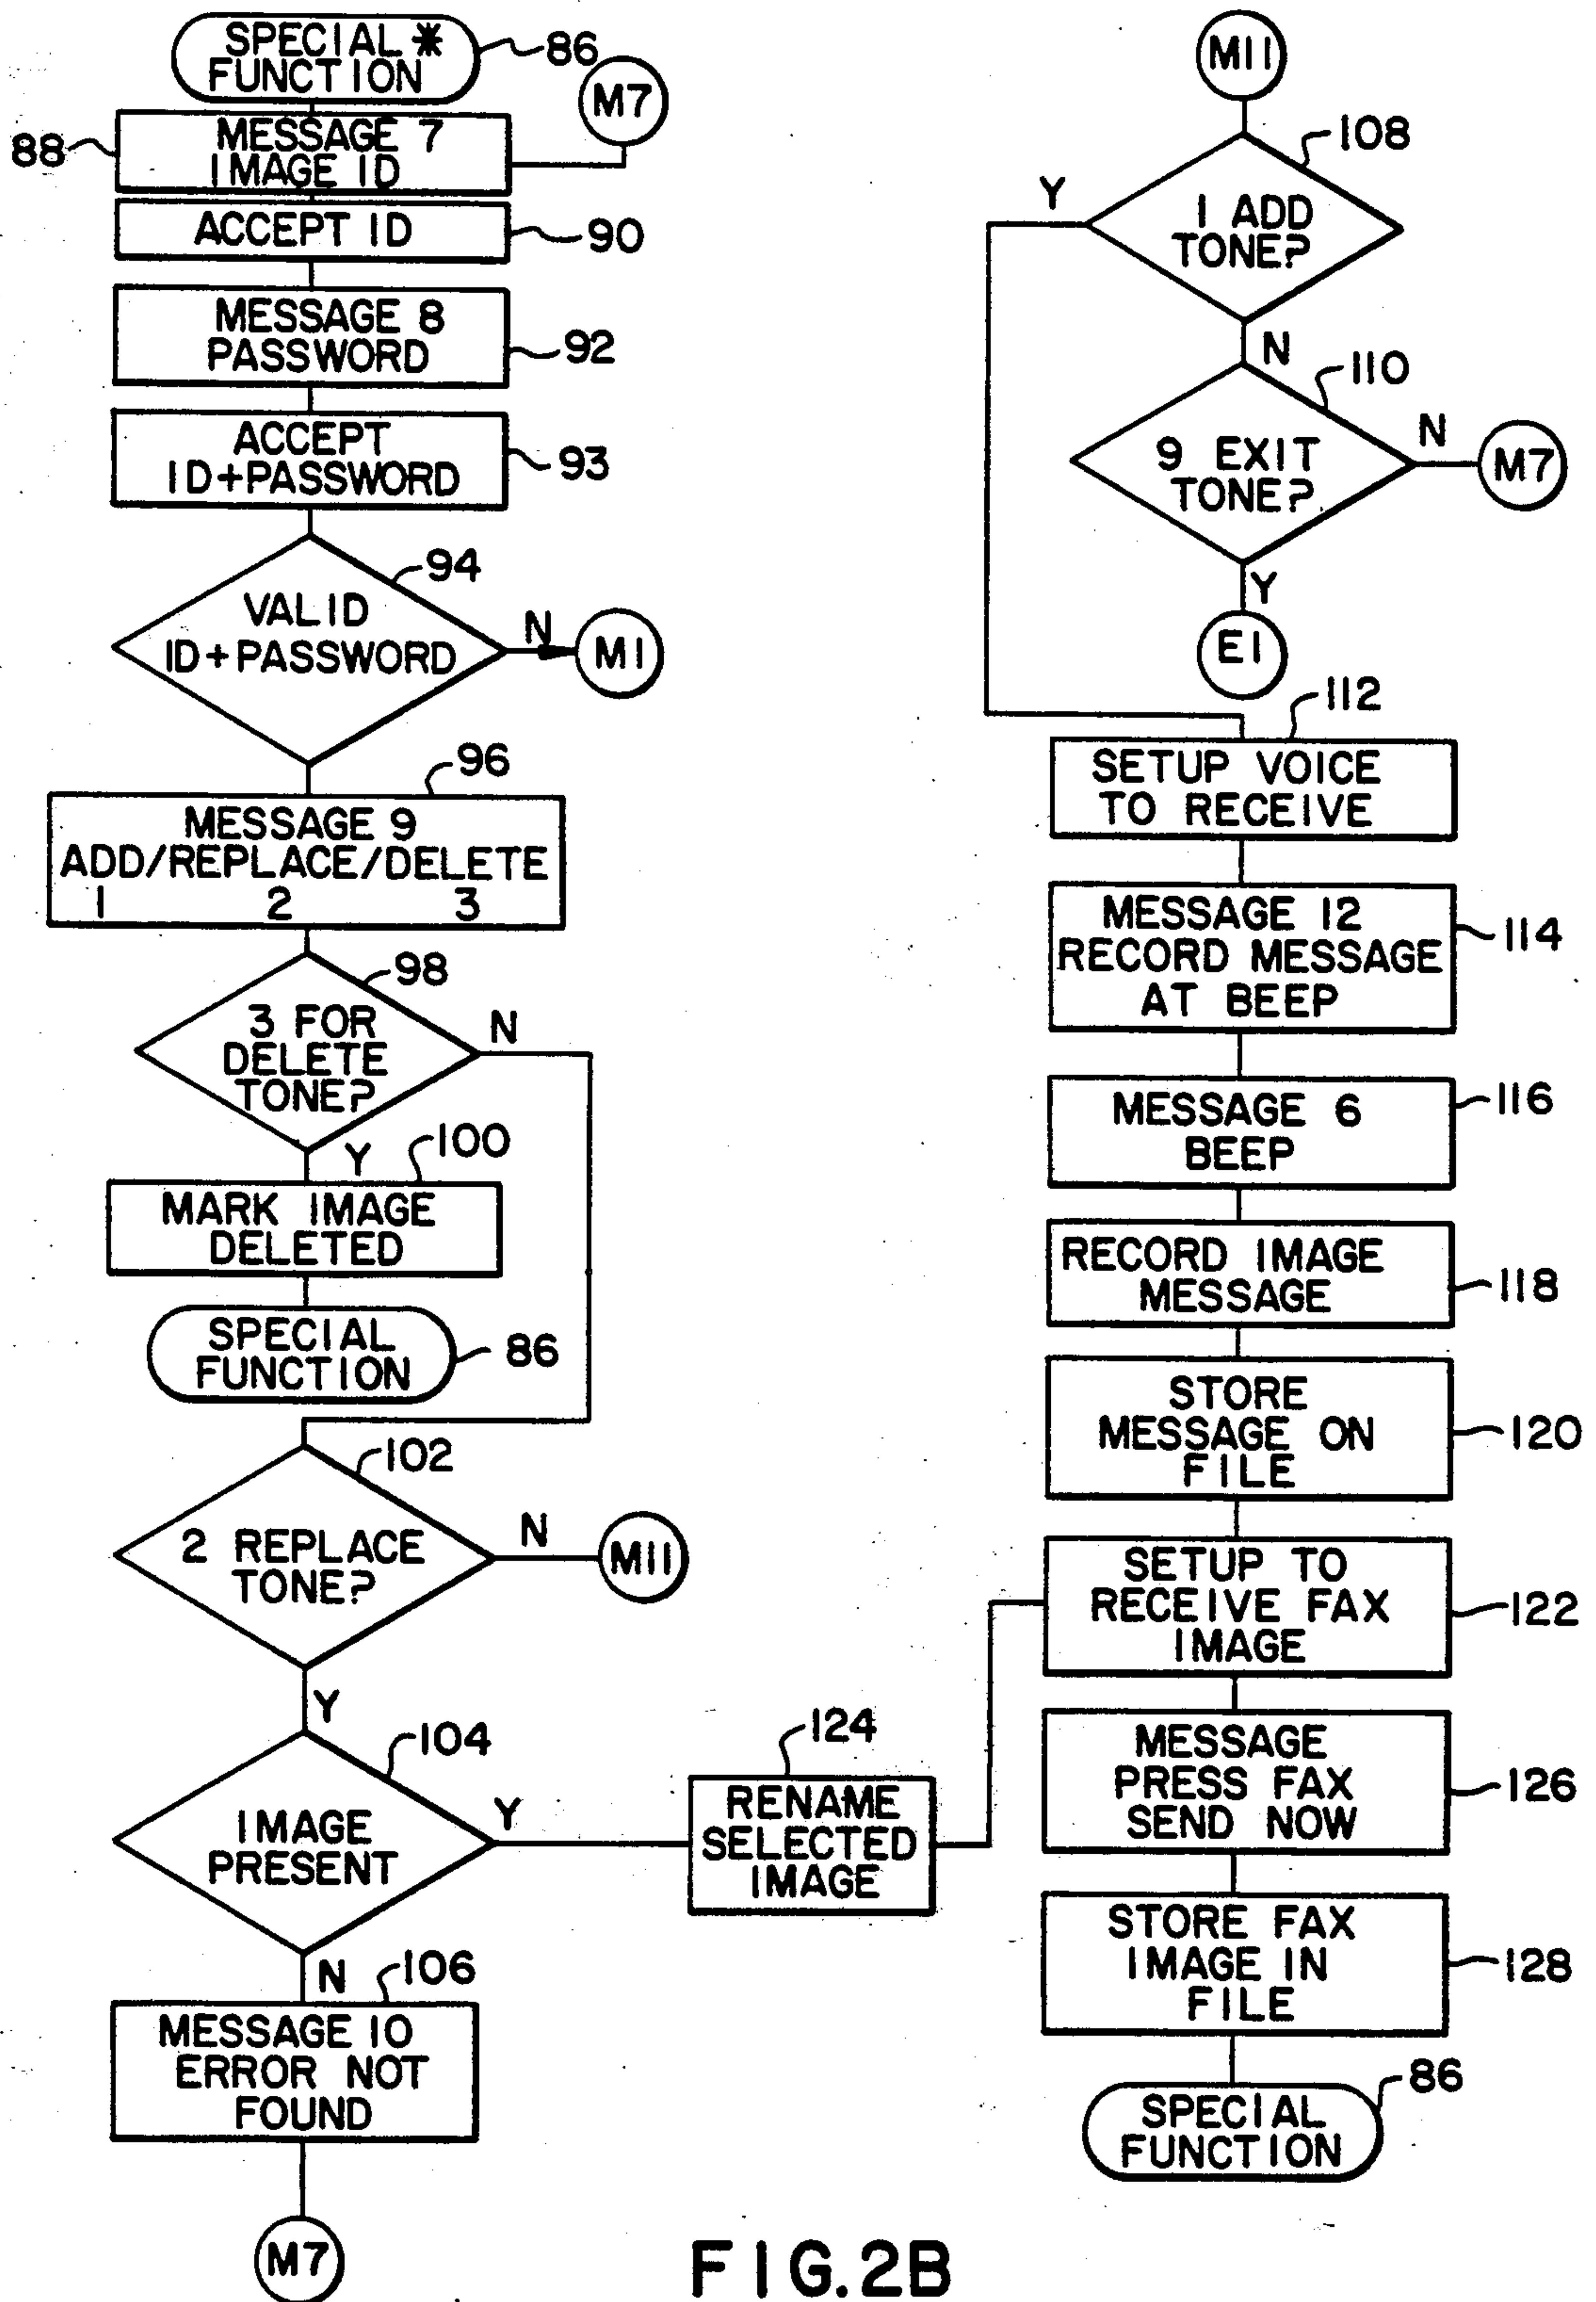 SPECIAL *
FUNCTION
86
M7
88
MESSAGE 7
IMAGE ID
ACCEPT ID
90
MESSAGE 8
PASSWORD
92
ACCEPT
ID+PASSWORD
93
94
VALID
ID+PASSWORD
N
M1
96
MESSAGE 9
ADD/REPLACE/DELETE
1 2 3
98
3 FOR
DELETE
TONE?
N
Y
100
MARK IMAGE
DELETED
SPECIAL
FUNCTION
86
102
2 REPLACE
TONE?
N
M11
Y
104
IMAGE
PRESENT
Y
124
RENAME
SELECTED
IMAGE
N
106
MESSAGE 10
ERROR NOT
FOUND
M7
M11
108
Y
1 ADD
TONE?
N
110
9 EXIT
TONE?
N
M7
Y
E1
112
SETUP VOICE
TO RECEIVE
MESSAGE 12
RECORD MESSAGE
AT BEEP
114
MESSAGE 6
BEEP
116
RECORD IMAGE
MESSAGE
118
STORE
MESSAGE ON
FILE
120
SETUP TO
RECEIVE FAX
IMAGE
122
MESSAGE
PRESS FAX
SEND NOW
126
STORE FAX
IMAGE IN
FILE
128
86
SPECIAL
FUNCTION
FIG.2B